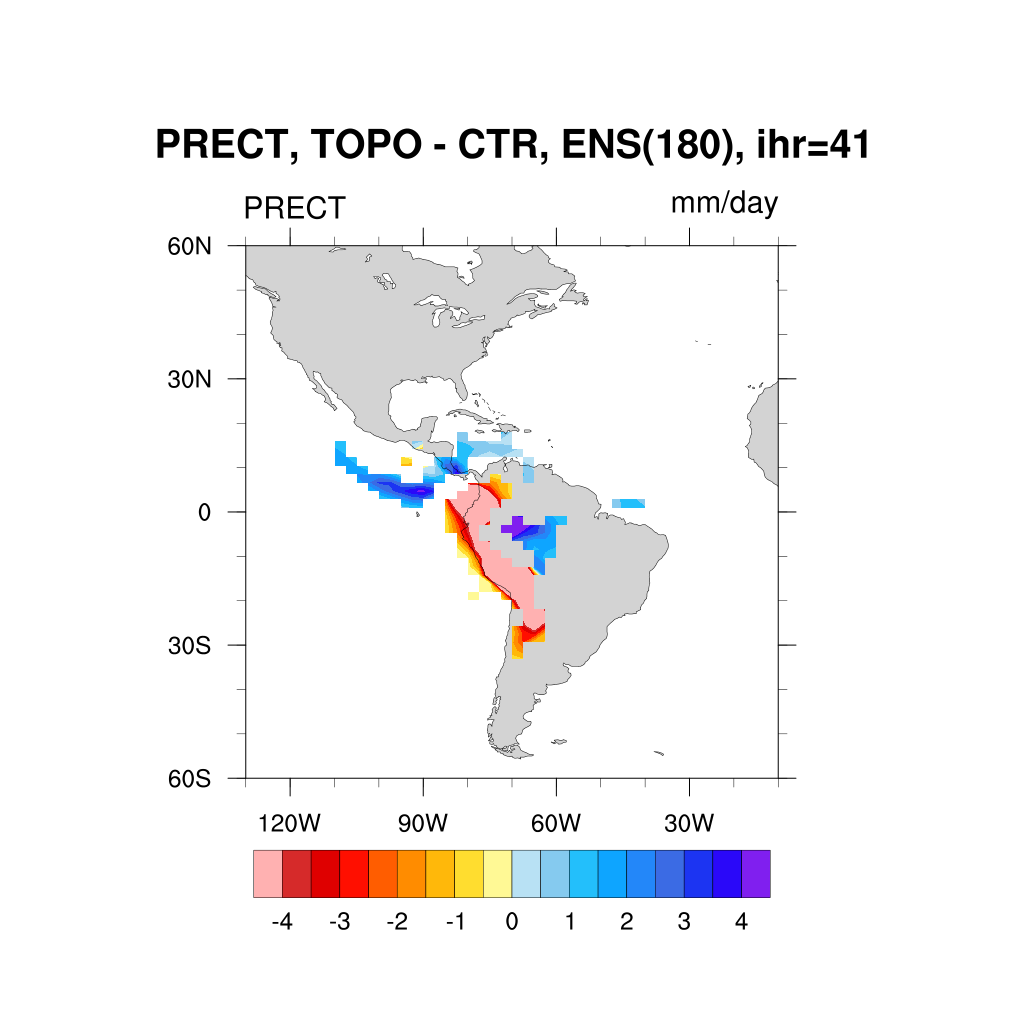 PRECT, TOPO - CTR, ENS(180), ihr=41
PRECT mm/day
60N
30N
0
30S
60S
120W 90W 60W 30W
-4 -3 -2 -1 0 1 2 3 4